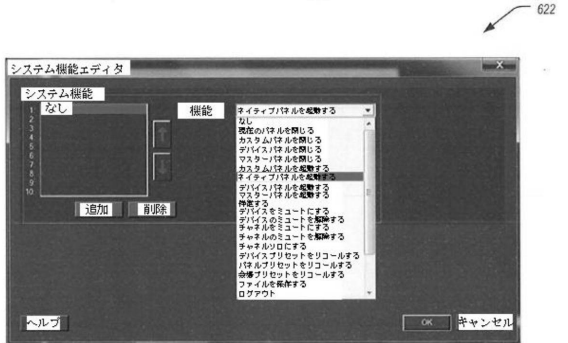 622
システム機能エディタ
X
システム機能
1 なし
2
3
4
5
6
7
8
9
10
機能
ネイティブパネルを起動する
なし
現在のパネルを閉じる
カスタムパネルを閉じる
デバイスパネルを閉じる
マスターパネルを閉じる
カスタムパネルを起動する
ネイティブパネルを起動する
デバイスパネルを起動する
マスターパネルを起動する
待定する
デバイスをミュートにする
デバイスのミュートを解除する
チャネルをミュートにする
チャネルのミュートを解除する
チャネルソロにする
デバイスプリセットをリコールする
パネルプリセットをリコールする
会場プリセットをリコールする
ファイルを保存する
ログアウト
追加 削除
ヘルプ OK キャンセル